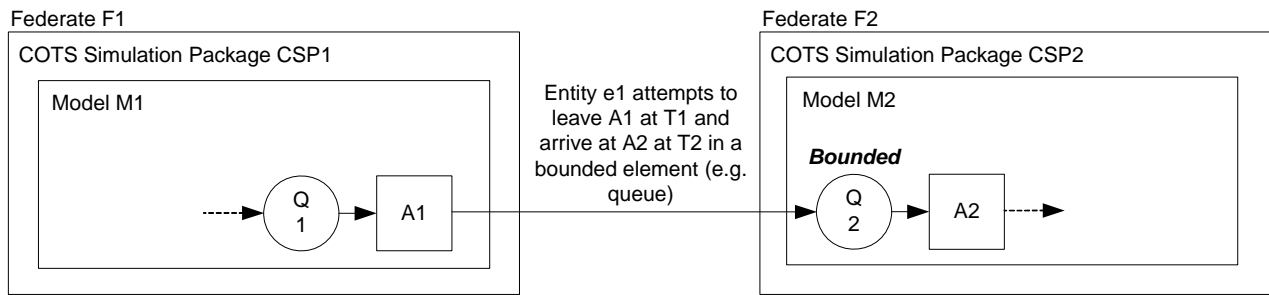 Federate F1
COTS Simulation Package CSP1
Model M1
Q
1
A1
Entity e1 attempts to
leave A1 at T1 and
arrive at A2 at T2 in a
bounded element (e.g.
queue)
Federate F2
COTS Simulation Package CSP2
Model M2
Bounded
Q
2
A2